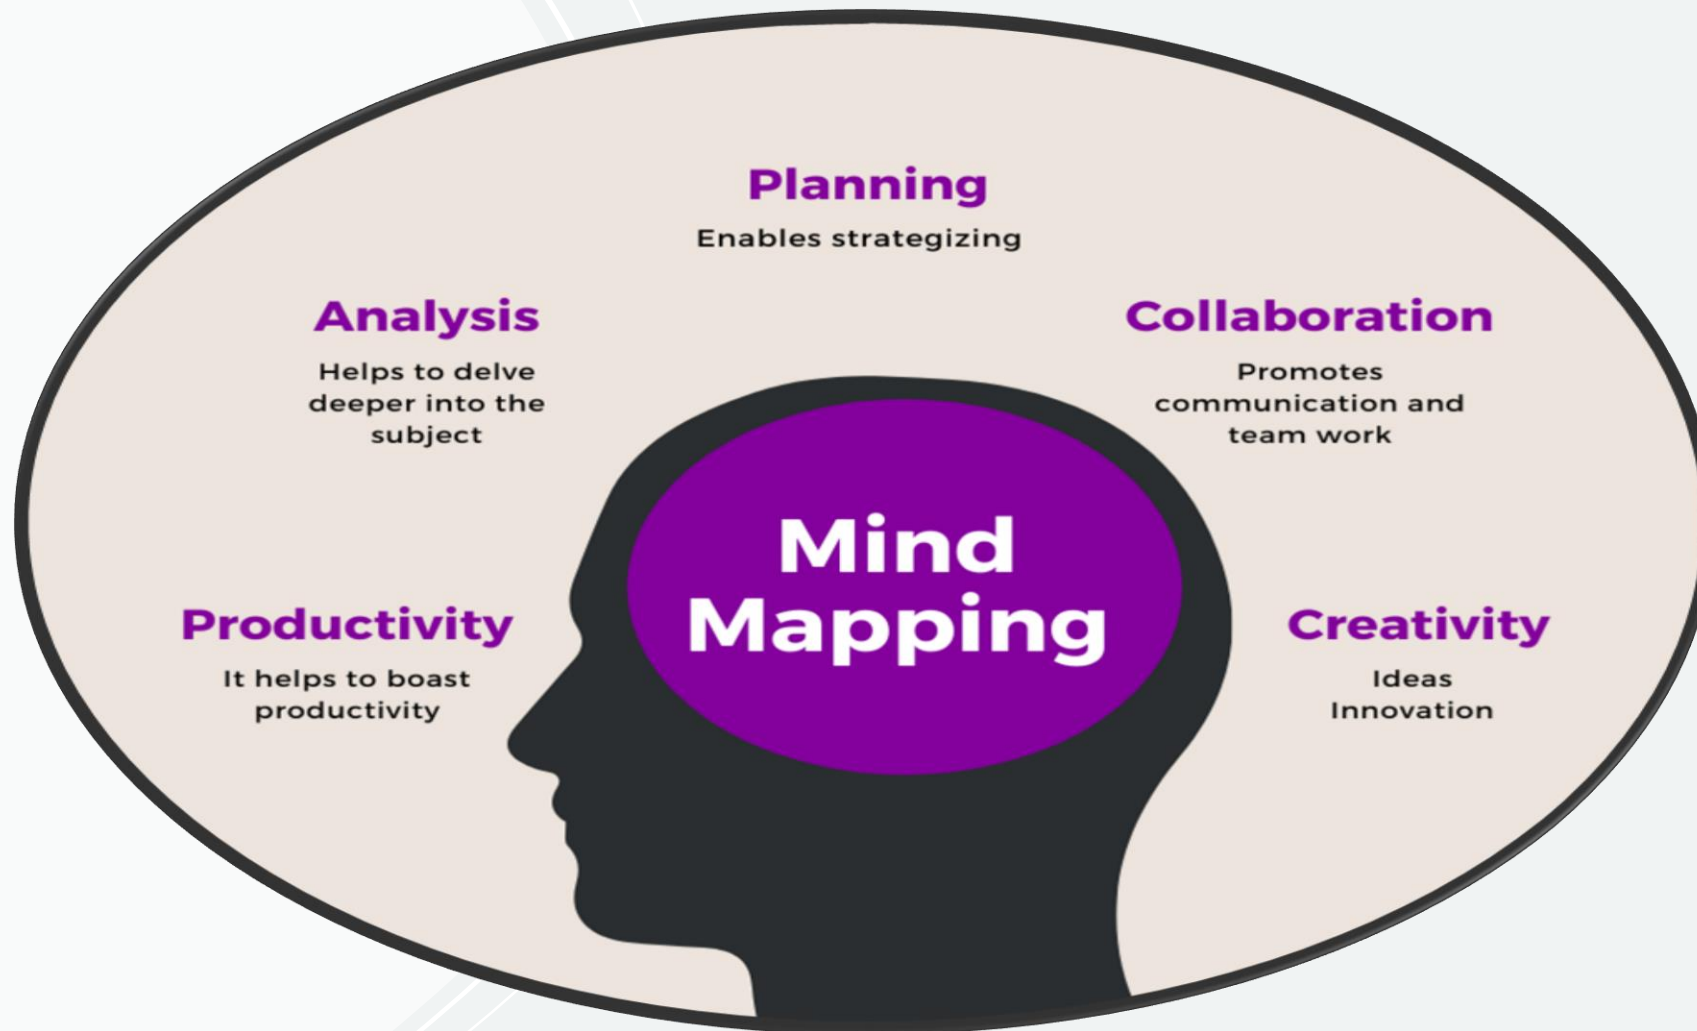 Planning
Enables strategizing
Analysis
Helps to delve
deeper into the
subject
Collaboration
Promotes
communication and
team work
Mind
Mapping
Productivity
It helps to boast
productivity
Creativity
Ideas
Innovation